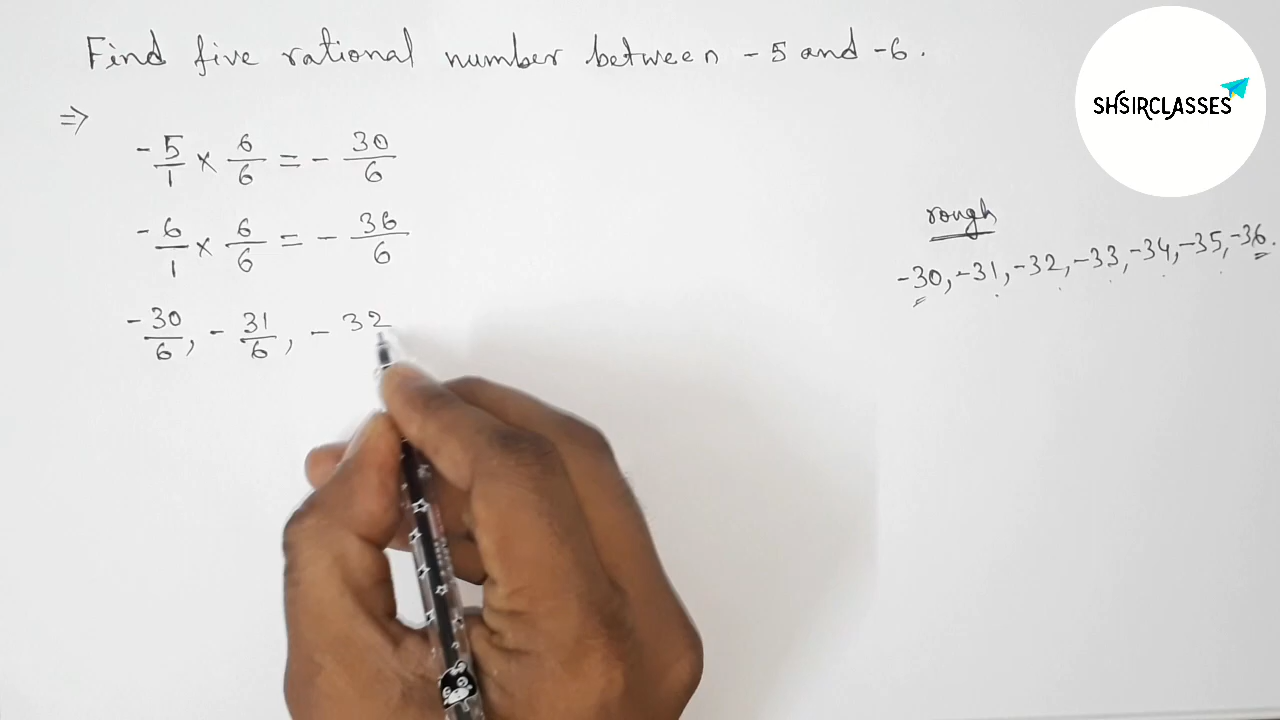 Find five rational number between -5 and -6.
SHSIRCLASSES
⇒
-5/1 × 6/6 = - 30/6
-6/1 × 6/6 = - 36/6
rough
-30, -31, -32, -33, -34, -35, -36.
-30/6, - 31/6, - 32